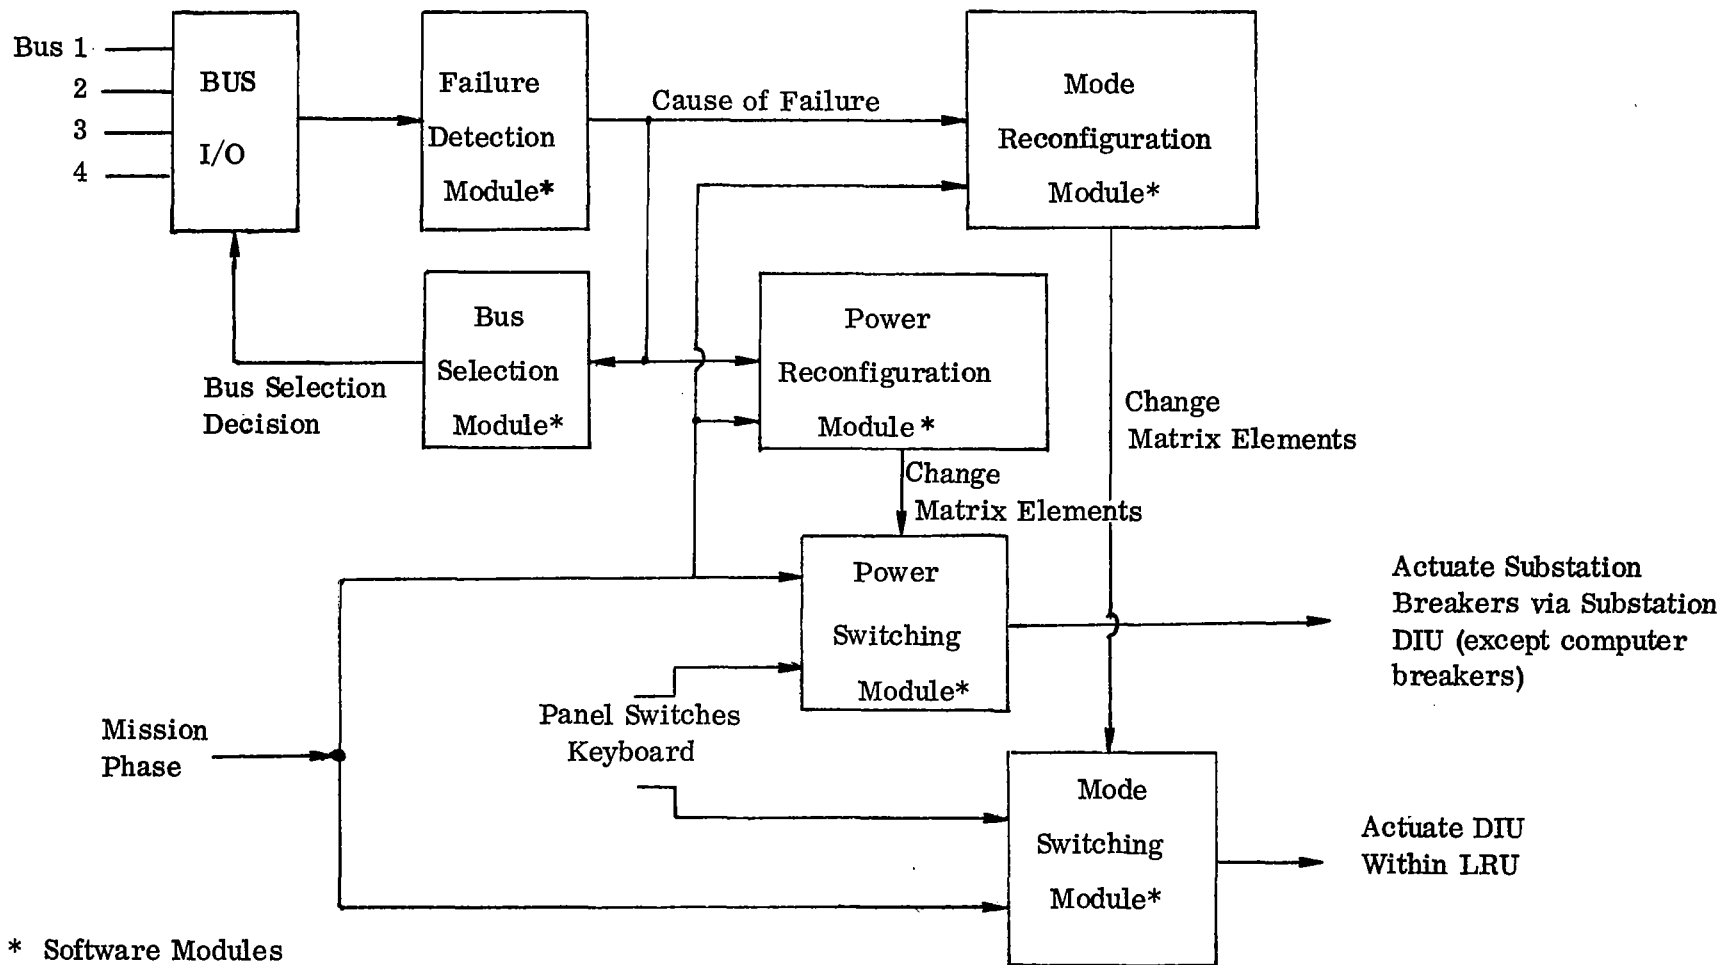 Bus 1
2
3
4
BUS
I/O
Failure
Detection
Module*
Cause of Failure
Mode
Reconfiguration
Module*
Bus
Selection
Module*
Bus Selection
Decision
Power
Reconfiguration
Module*
Change
Matrix Elements
Change
Matrix Elements
Power
Switching
Module*
Actuate Substation
Breakers via Substation
DIU (except computer
breakers)
Panel Switches
Keyboard
Mission
Phase
Mode
Switching
Module*
Actuate DIU
Within LRU
* Software Modules